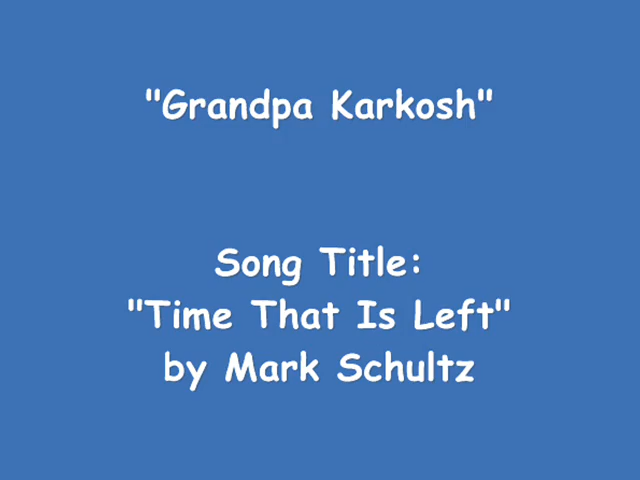 "Grandpa Karkosh"
Song Title:
"Time That Is Left"
by Mark Schultz